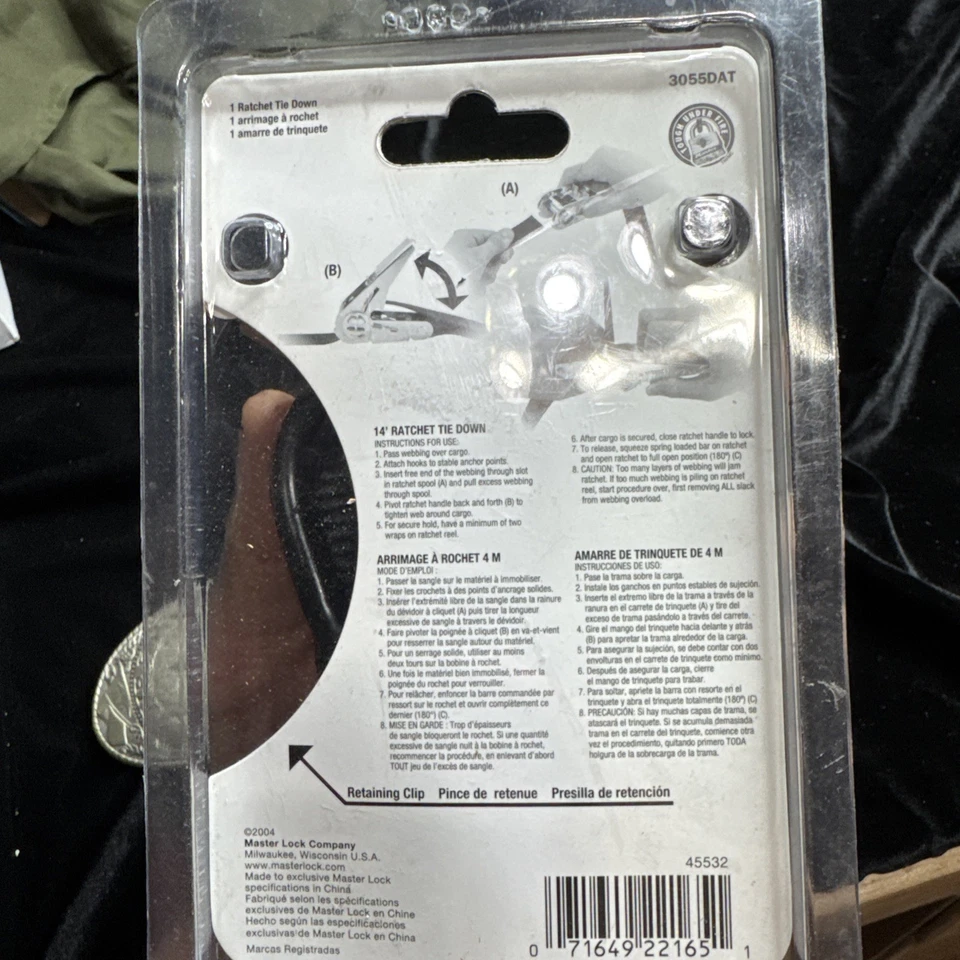 3055DAT
1 Ratchet Tie Down
1 arrimage à rochet
1 amarre de trinquete
TOUGH UNDER FIRE
(A)
(B)
14' RATCHET TIE DOWN
INSTRUCTIONS FOR USE:
1. Pass webbing over cargo.
2. Attach hooks to stable anchor points.
3. Insert free end of the webbing through slot
in ratchet spool (A) and pull excess webbing
through spool.
4. Pivot ratchet handle back and forth (B) to
tighten web around cargo.
5. For secure hold, have a minimum of two
wraps on ratchet reel.
6. After cargo is secured, close ratchet handle to lock.
7. To release, squeeze spring loaded bar on ratchet
and open ratchet to full open position (180º) (C)
8. CAUTION: Too many layers of webbing will jam
ratchet. If too much webbing is piling on ratchet
reel, start procedure over, first removing ALL slack
from webbing overload.
ARRIMAGE À ROCHET 4 M
MODE D'EMPLOI :
1. Passer la sangle sur le matériel à immobiliser.
2. Fixer les crochets à des points d'ancrage solides.
3. Insérer l'extrémité libre de la sangle dans la rainure
du dévidoir à cliquet (A) puis tirer la longueur
excessive de sangle à travers le dévidoir.
4. Faire pivoter la poignée à cliquet (B) en va-et-vient
pour resserrer la sangle autour du matériel.
5. Pour un serrage solide, utiliser au moins
deux tours sur la bobine à rochet.
6. Une fois le matériel bien immobilisé, fermer la
poignée du rochet pour verrouiller.
7. Pour relâcher, enfoncer la barre commandée par
ressort sur le rochet et ouvrir complètement ce
dernier (180º) (C).
8. MISE EN GARDE : Trop d'épaisseurs
de sangle bloqueront le rochet. Si une quantité
excessive de sangle nuit à la bobine à rochet,
recommencer la procédure, en enlevant d'abord
TOUT jeu de l'excès de sangle.
AMARRE DE TRINQUETE DE 4 M
INSTRUCCIONES DE USO:
1. Pase la trama sobre la carga.
2. Instale los ganchos en puntos estables de sujeción.
3. Inserte el extremo libre de la trama a través de la
ranura en el carrete de trinquete (A) y tire del
exceso de trama pasándolo a través del carrete.
4. Gire el mango del trinquete hacia delante y atrás
(B) para apretar la trama alrededor de la carga.
5. Para asegurar la sujeción, se debe contar con dos
envolturas en el carrete de trinquete como mínimo.
6. Después de asegurar la carga, cierre
el mango de trinquete para trabar.
7. Para soltar, apriete la barra con resorte en el
trinquete y abra el trinquete totalmente (180º) (C)
8. PRECAUCIÓN: Si hay muchas capas de trama, se
atascará el trinquete. Si se acumula demasiada
trama en el carrete del trinquete, comience otra
vez el procedimiento, quitando primero TODA
holgura de la sobrecarga de la trama.
Retaining Clip Pince de retenue Presilla de retención
©2004
Master Lock Company
Milwaukee, Wisconsin U.S.A.
www.masterlock.com
Made to exclusive Master Lock
specifications in China
Fabriqué selon les spécifications
exclusives de Master Lock en Chine
Hecho según las especificaciones
exclusivas de Master Lock en China
Marcas Registradas
45532
0 71649 22165 1